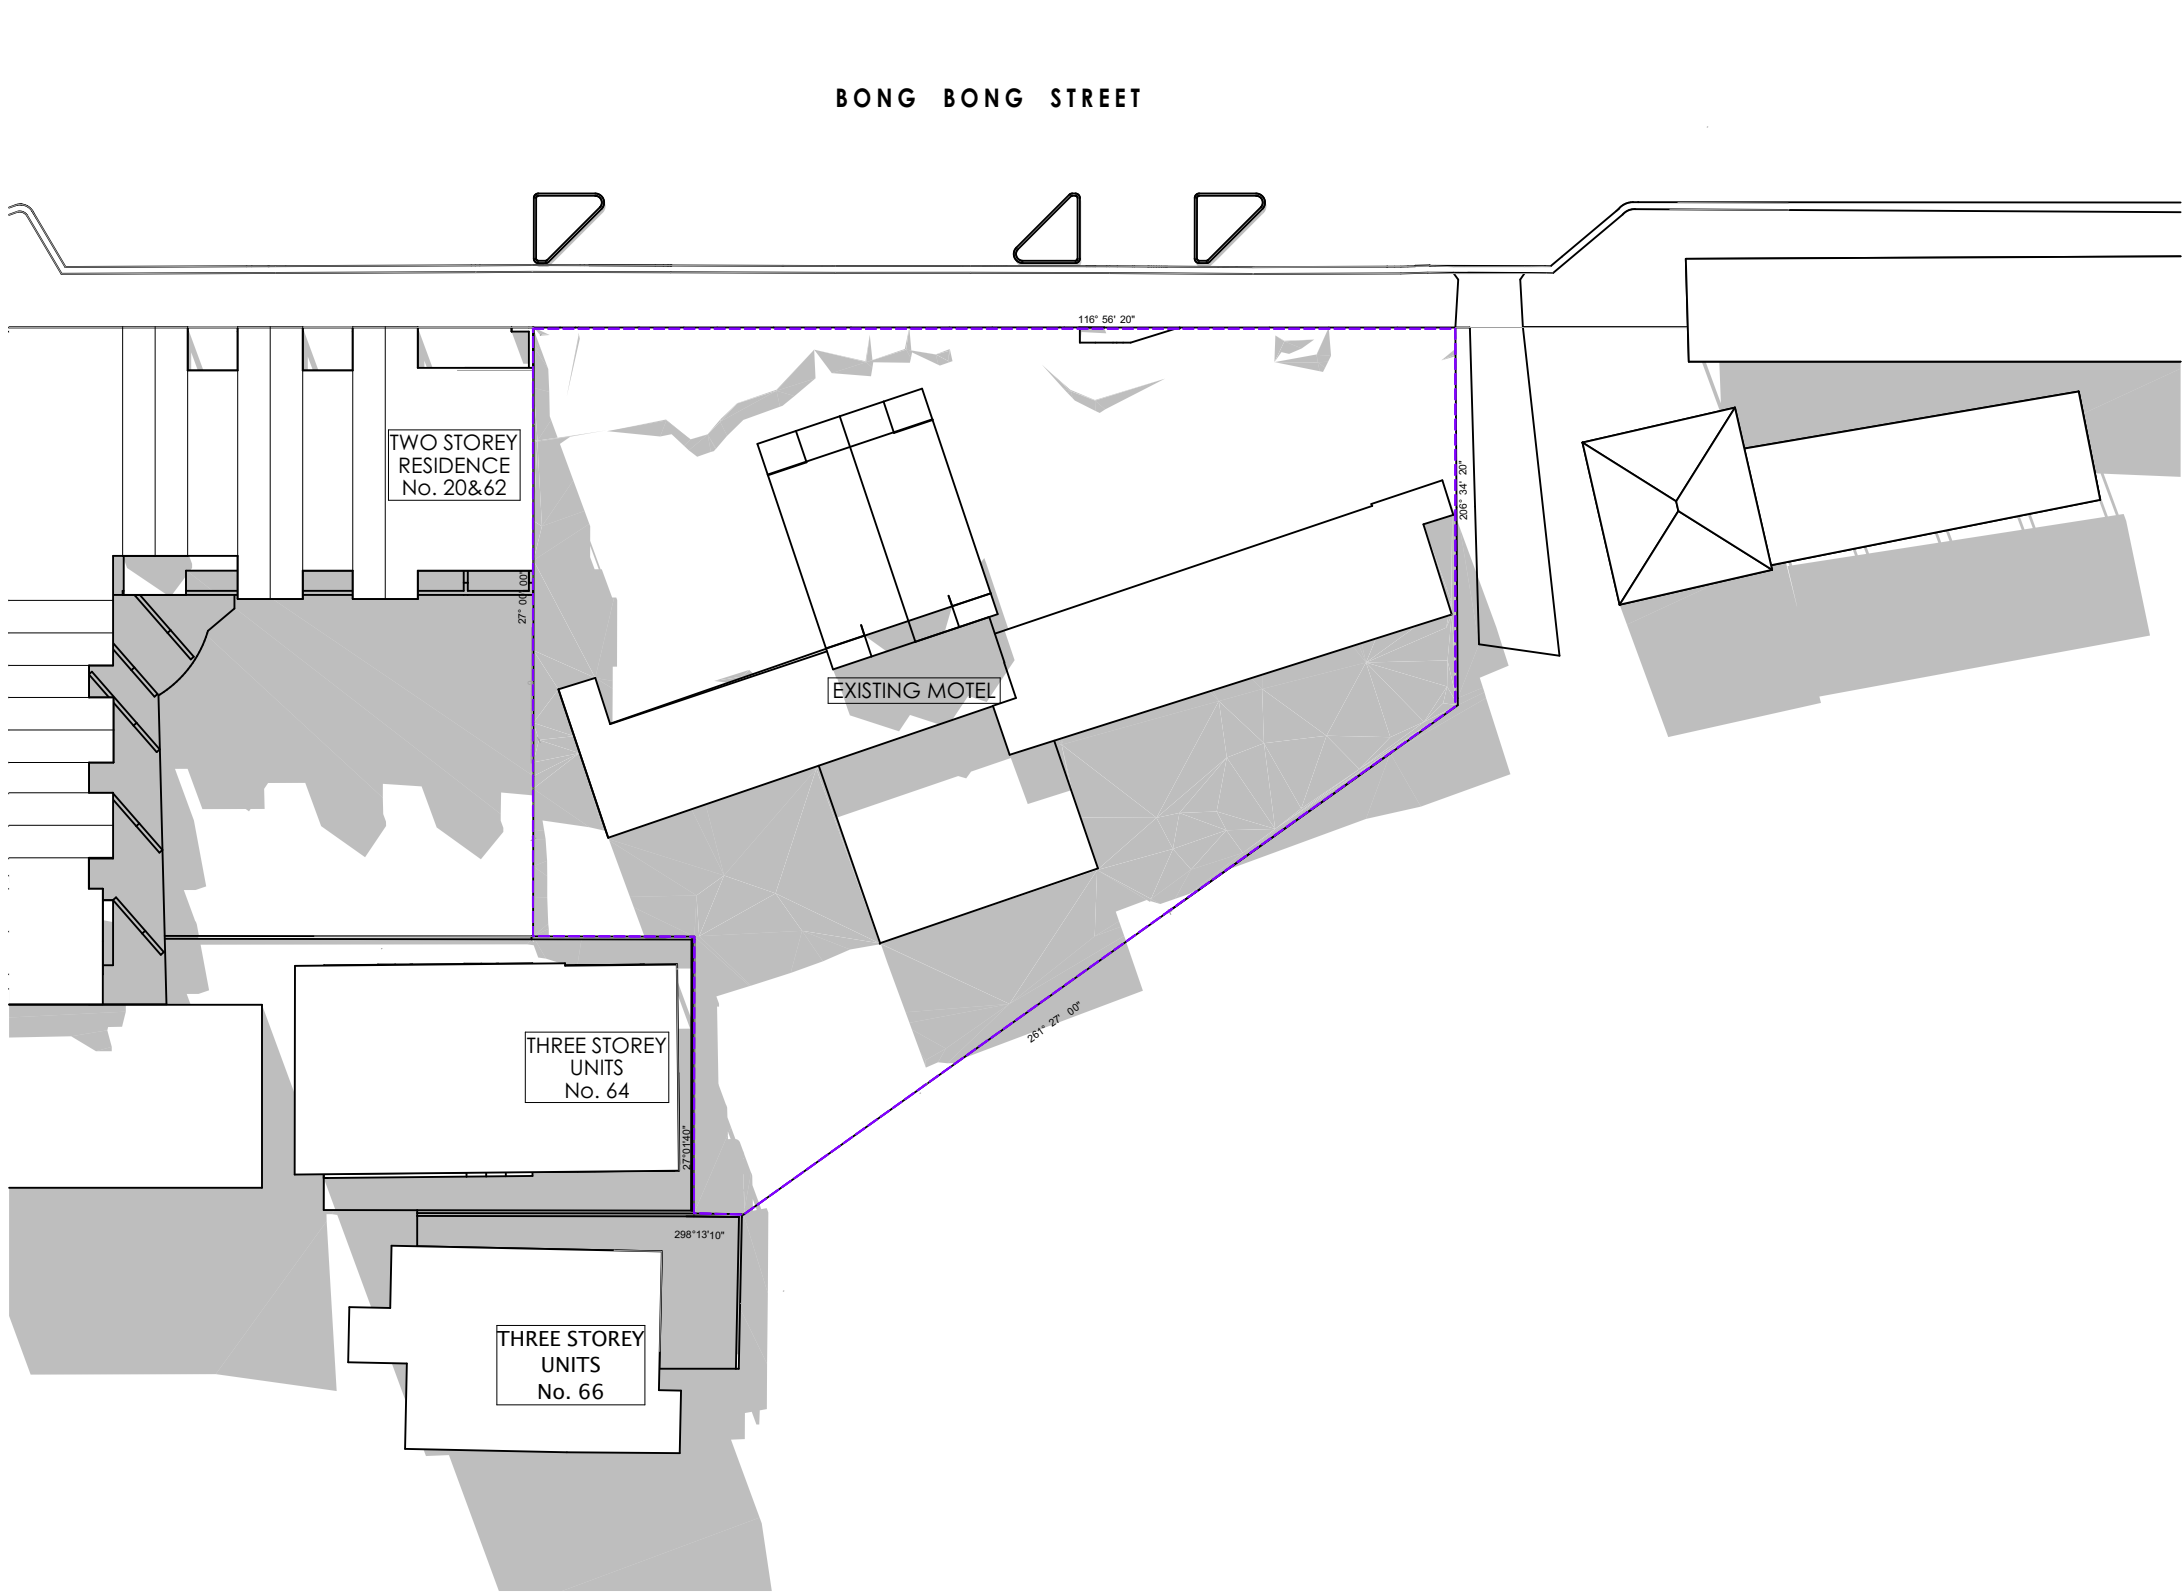 BONG BONG STREET
116° 56' 20"
TWO STOREY
RESIDENCE
No. 20&62
206° 34' 20"
27° 00' 00"
EXISTING MOTEL
261° 27' 00"
THREE STOREY
UNITS
No. 64
27°01'40"
298°13'10"
THREE STOREY
UNITS
No. 66